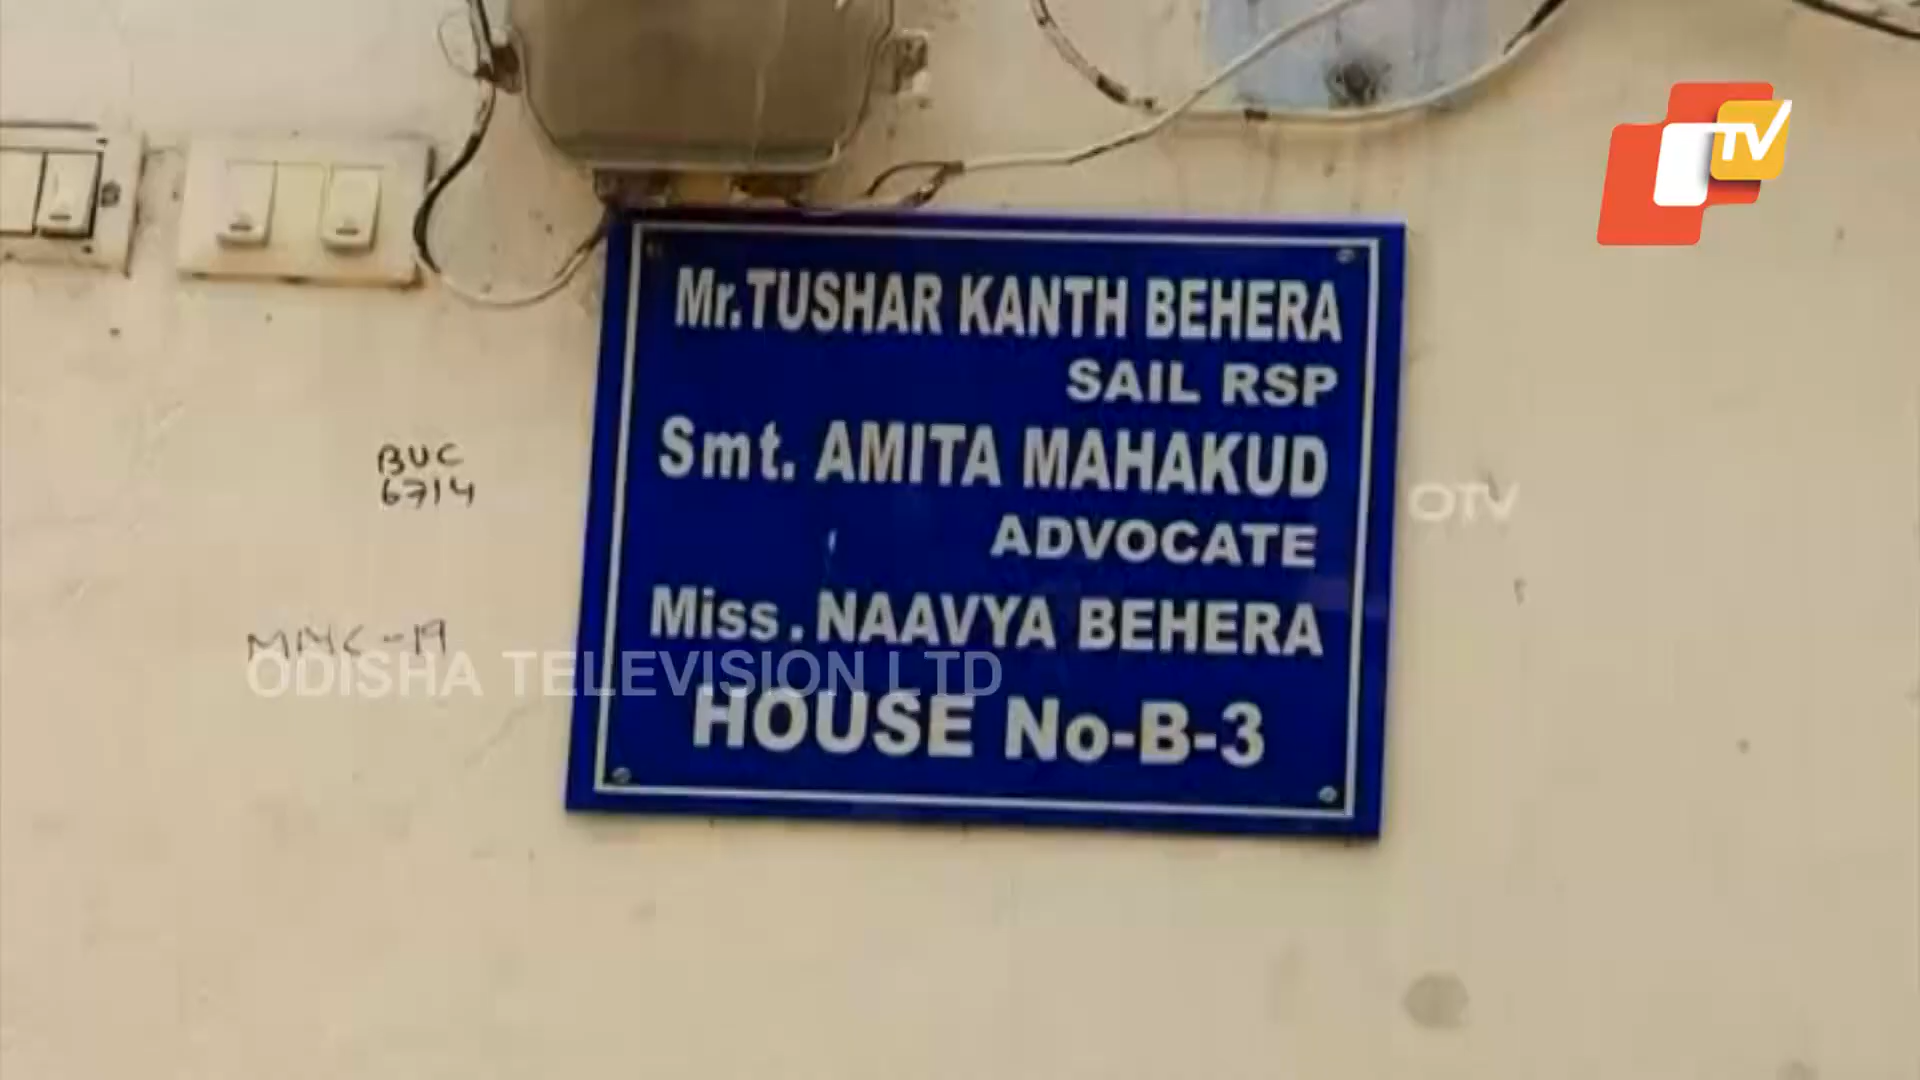 TV
Mr.TUSHAR KANTH BEHERA
SAIL RSP
Smt. AMITA MAHAKUD
ADVOCATE
Miss. NAAVYA BEHERA
HOUSE No-B-3
BUC
6714
OTV
ODISHA TELEVISION LTD